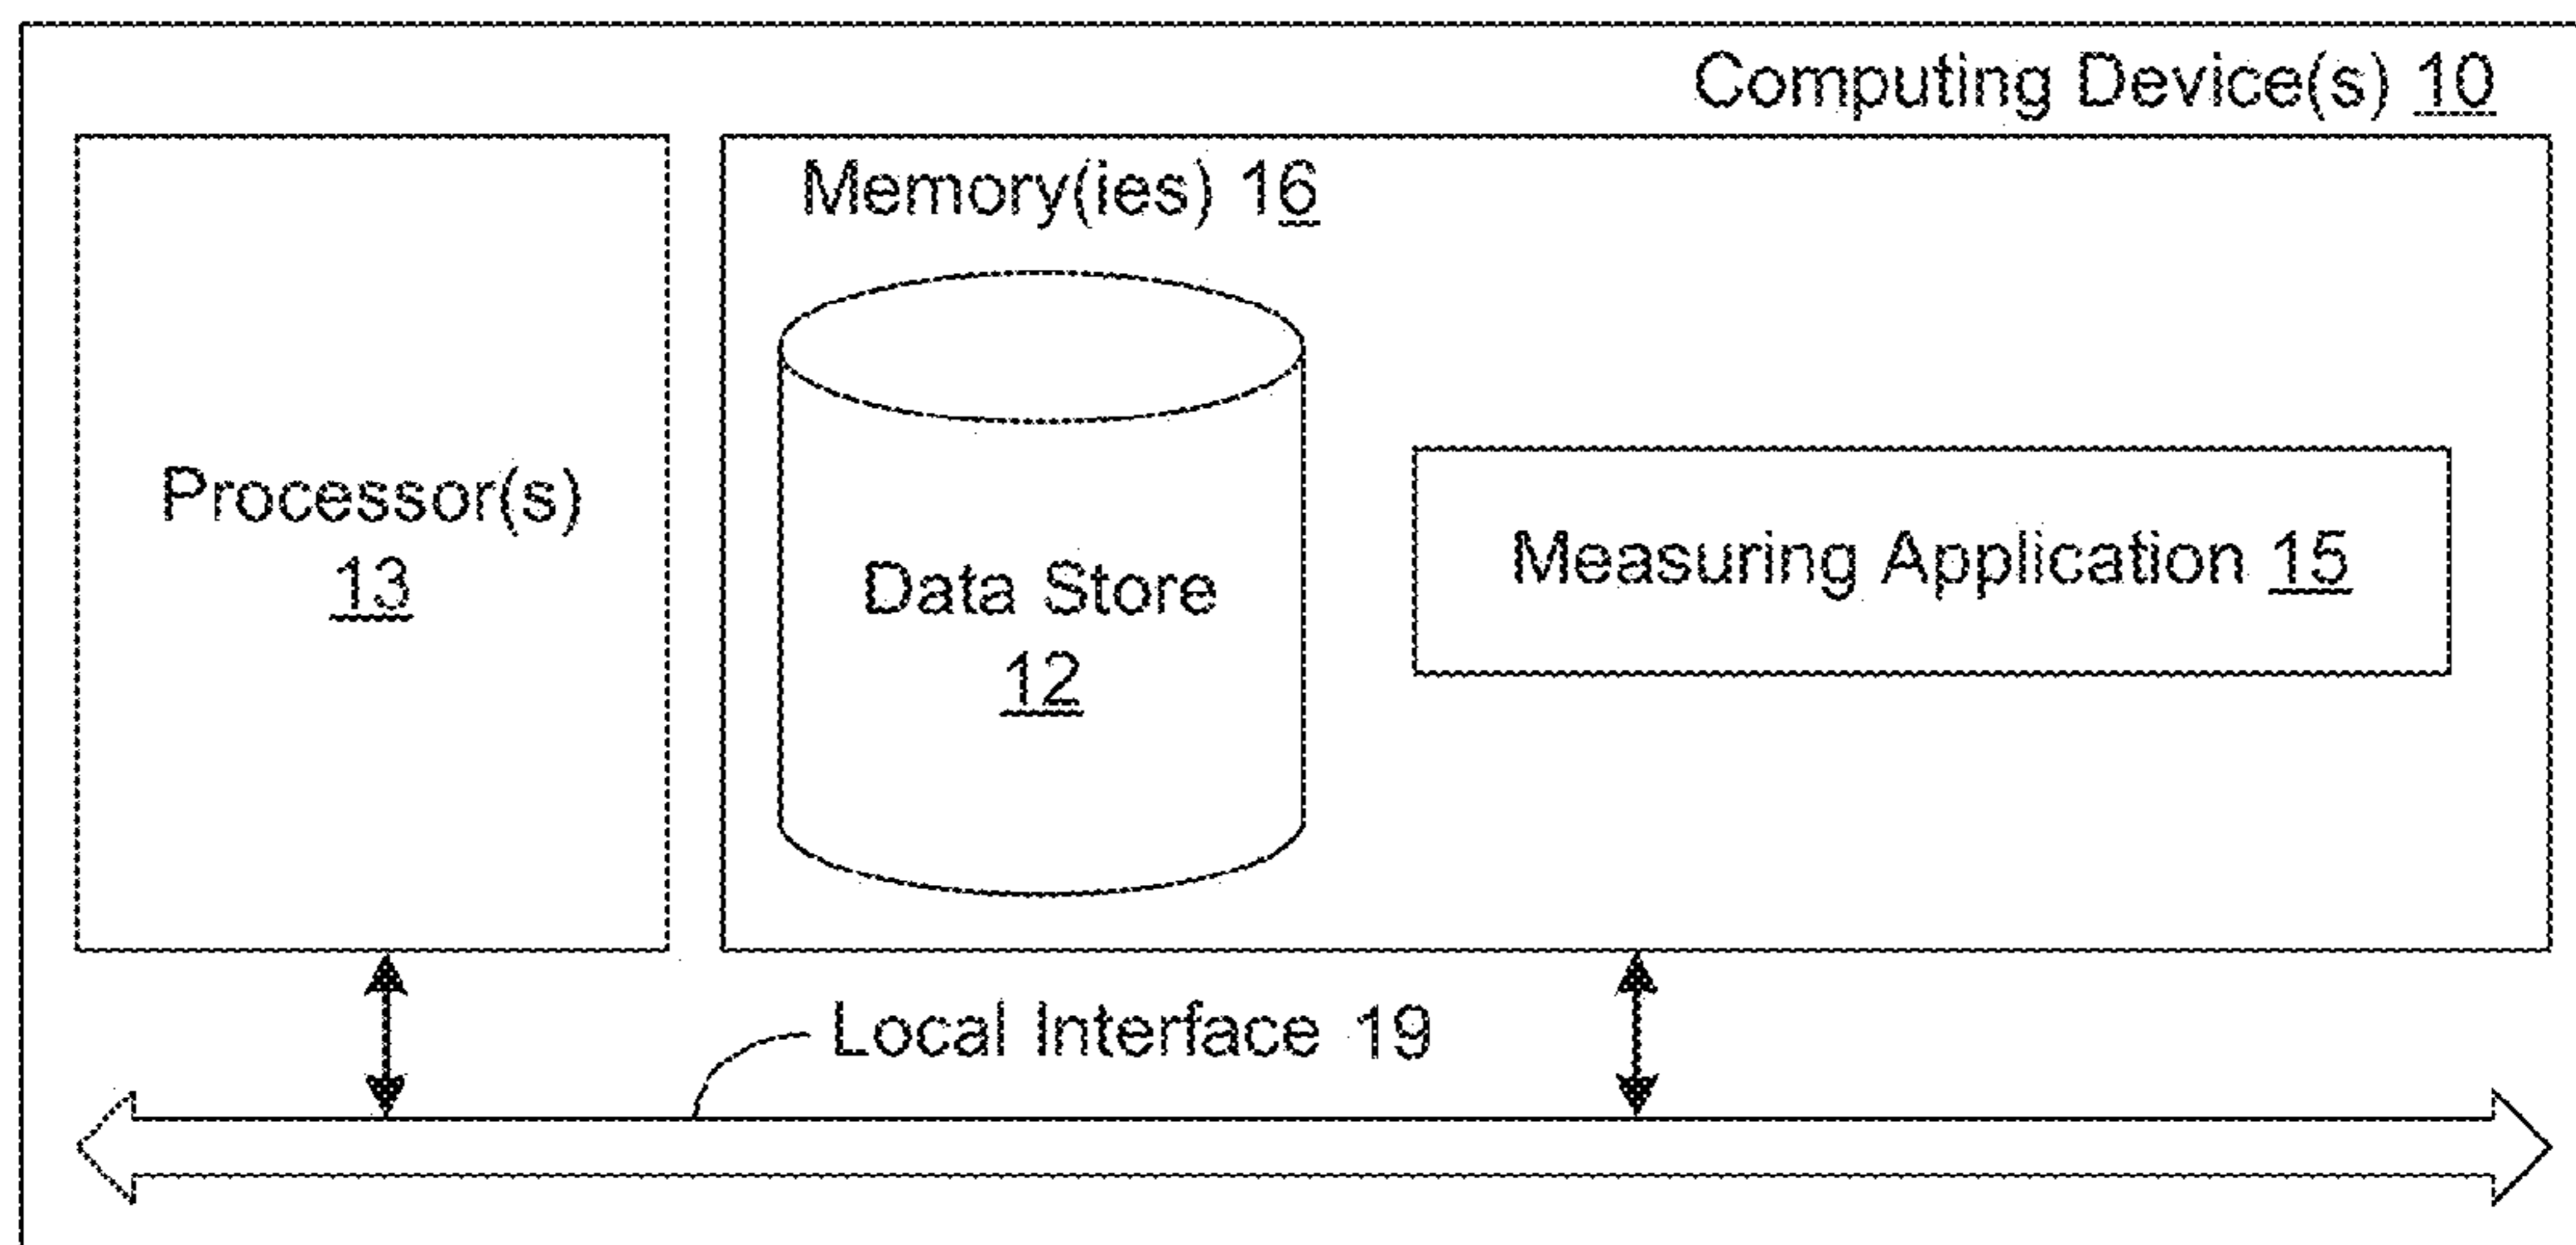 Computing Device(s) 10
Memory(ies) 16
Processor(s)
13
Data Store
12
Measuring Application 15
Local Interface 19